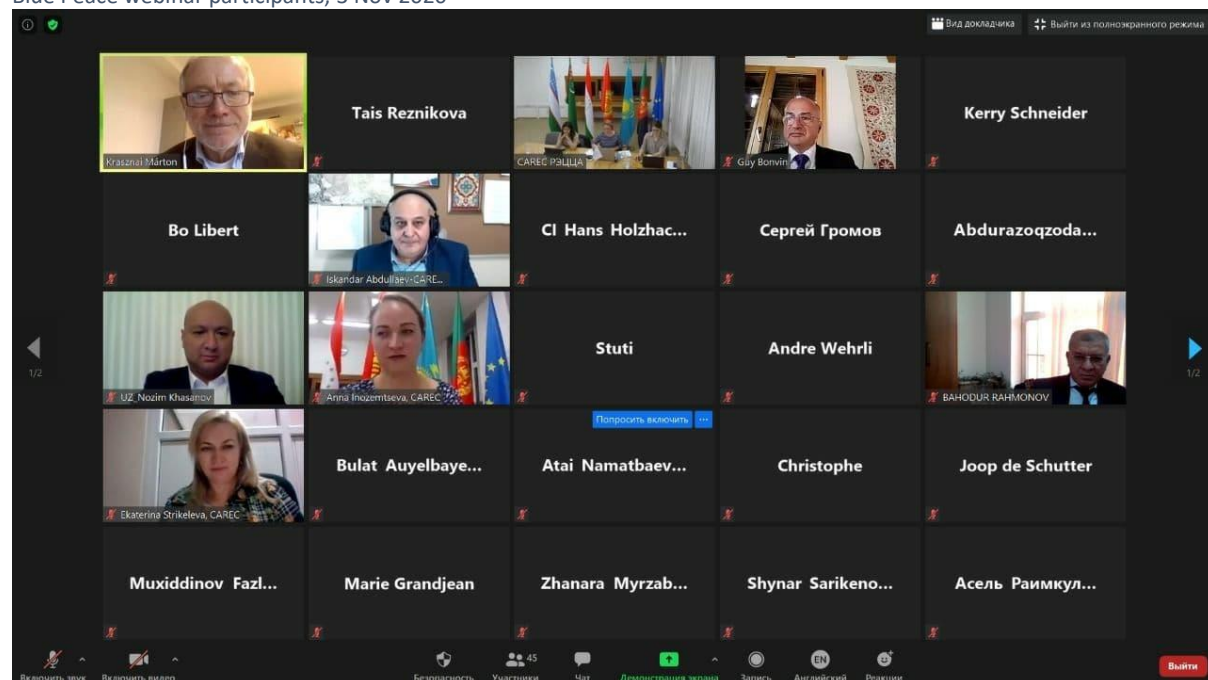 Blue Peace webinar participants, 5 Nov 2020
Вид докладчика
Выйти из полноэкранного режима
Krasznai Márton
Tais Reznikova
CAREC РЭЦЦА
Guy Bonvin
Kerry Schneider
Bo Libert
Iskandar Abdullaev-CARE...
CI Hans Holzhac...
Сергей Громов
Abdurazoqzoda...
1/2
UZ_Nozim Khasanov
Anna Inozemtseva, CAREC
Stuti
Andre Wehrli
BAHODUR RAHMONOV
1/2
Ekaterina Strikeleva, CAREC
Bulat Auyelbaye...
Попросить включить ...
Atai Namatbaev...
Christophe
Joop de Schutter
Muxiddinov Fazl...
Marie Grandjean
Zhanara Myrzab...
Shynar Sarikeno...
Асель Раимкул...
Включить звук
Включить видео
Безопасность
Участники
45
Чат
Демонстрация экрана
Запись
EN
Английский
Реакции
Выйти